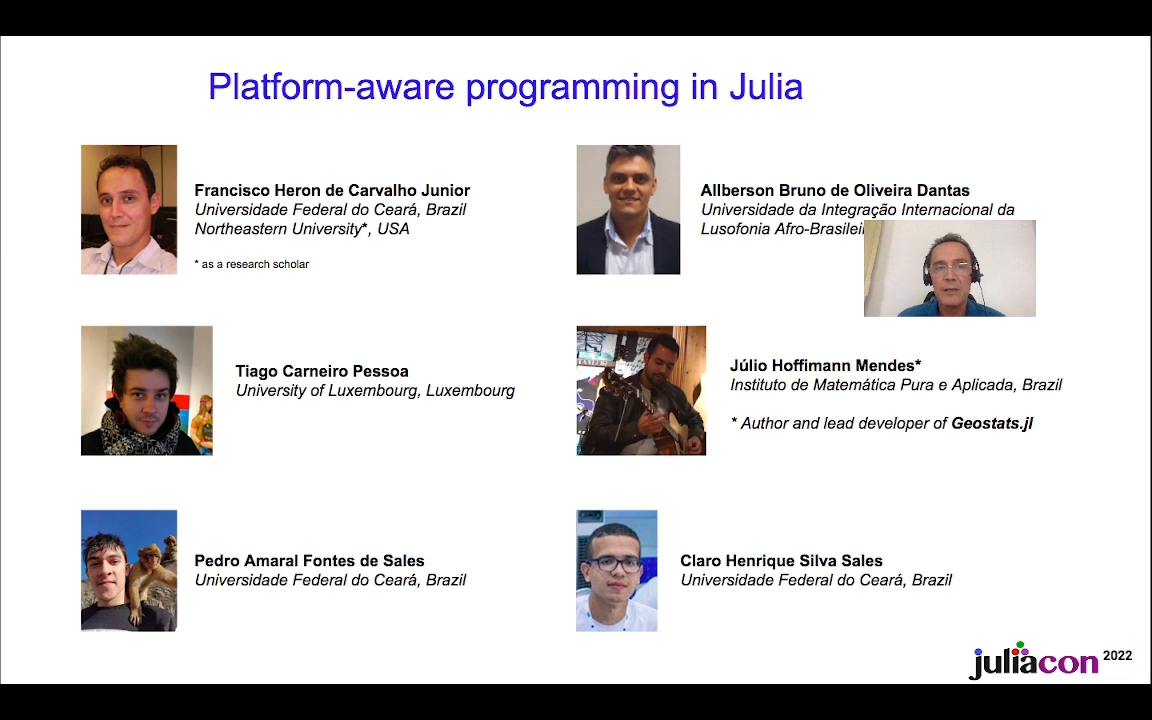 Platform-aware programming in Julia
Francisco Heron de Carvalho Junior
Universidade Federal do Ceará, Brazil
Northeastern University*, USA
* as a research scholar
Allberson Bruno de Oliveira Dantas
Universidade da Integração Internacional da
Lusofonia
Tiago Carneiro Pessoa
University of Luxembourg, Luxembourg
Júlio Hoffimann Mendes*
Instituto de Matemática Pura e Aplicada, Brazil
* Author and lead developer of Geostats.jl
Pedro Amaral Fontes de Sales
Universidade Federal do Ceará, Brazil
Claro Henrique Silva Sales
Universidade Federal do Ceará, Brazil
juliacon 2022